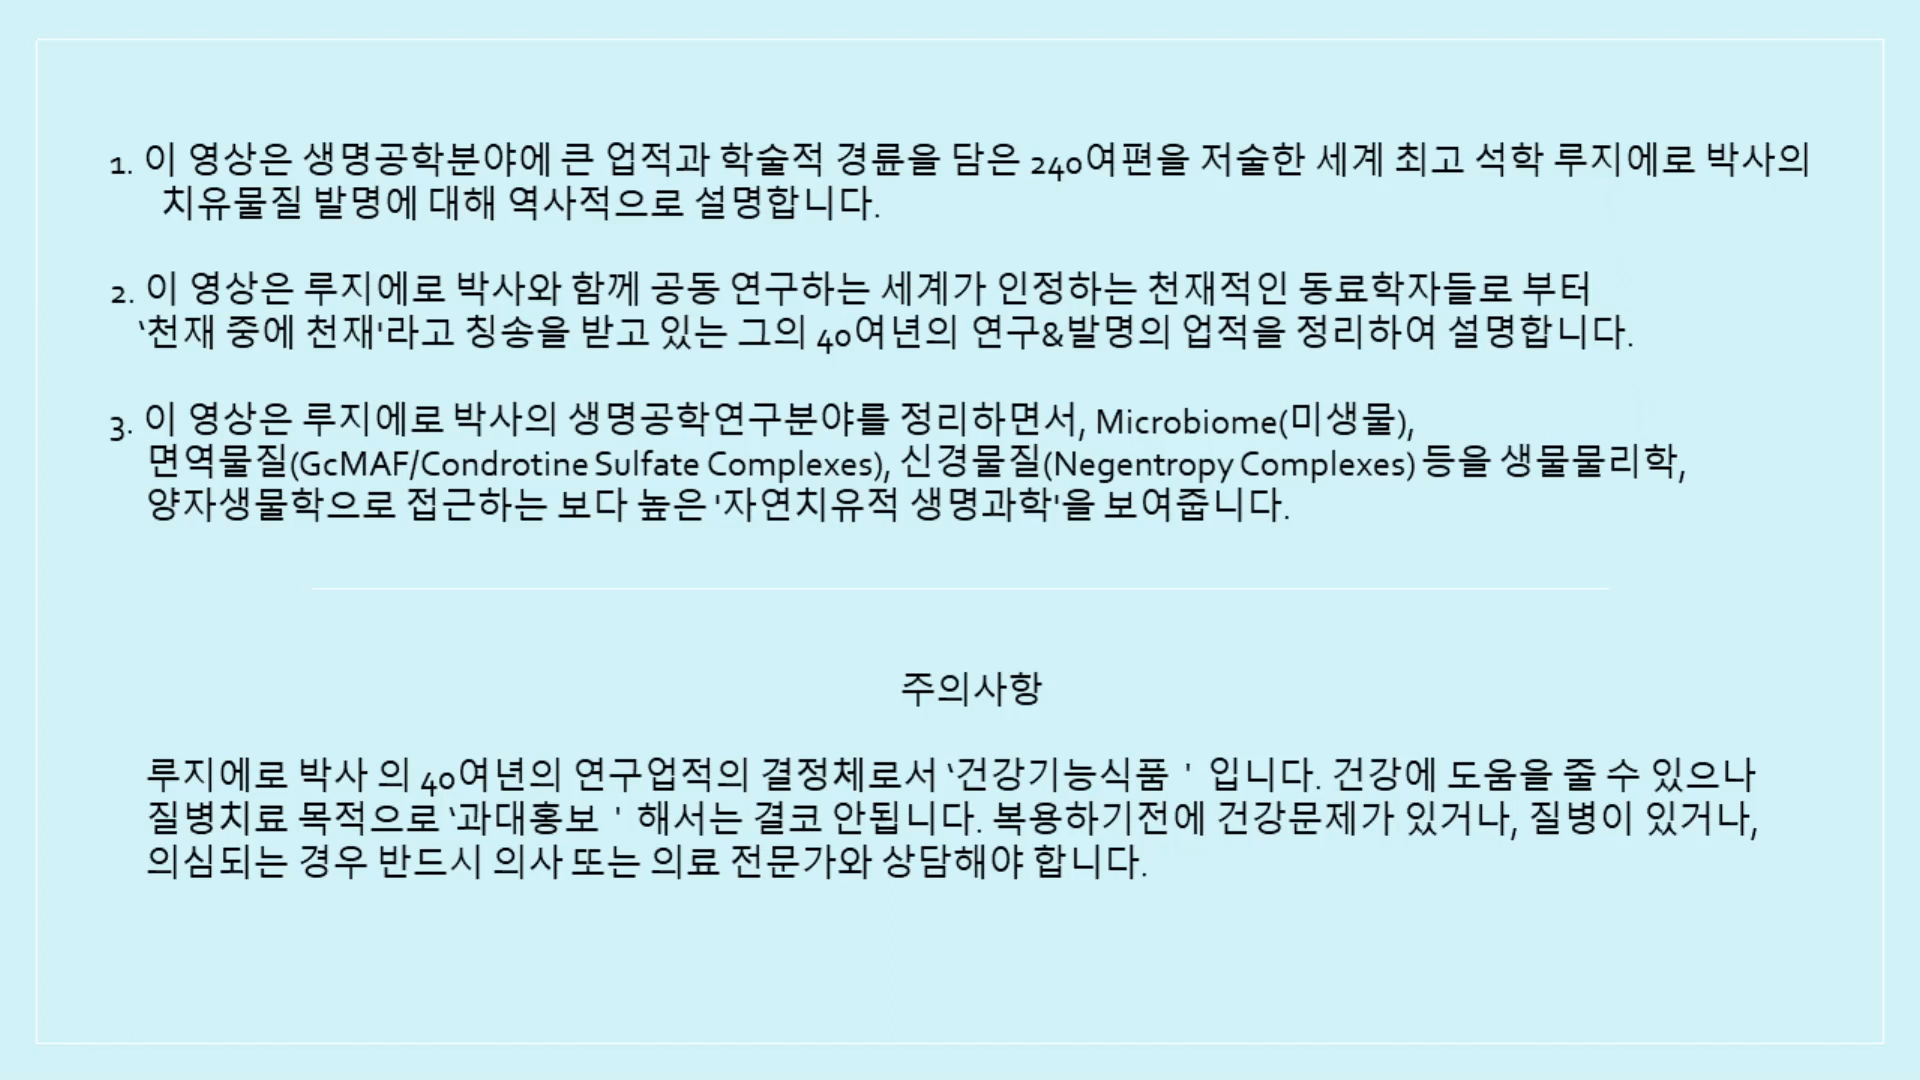 1. 이 영상은 생명공학분야에 큰 업적과 학술적 경륜을 담은 240여편을 저술한 세계 최고 석학 루지에로 박사의
치유물질 발명에 대해 역사적으로 설명합니다.
2. 이 영상은 루지에로 박사와 함께 공동 연구하는 세계가 인정하는 천재적인 동료학자들로 부터
‘천재 중에 천재'라고 칭송을 받고 있는 그의 40여년의 연구&발명의 업적을 정리하여 설명합니다.
3. 이 영상은 루지에로 박사의 생명공학연구분야를 정리하면서, Microbiome(미생물),
면역물질(GcMAF/Condrotine Sulfate Complexes), 신경물질(Negentropy Complexes) 등을 생물물리학,
양자생물학으로 접근하는 보다 높은 '자연치유적 생명과학'을 보여줍니다.
주의사항
루지에로 박사 의 40여년의 연구업적의 결정체로서 ‘건강기능식품 ' 입니다. 건강에 도움을 줄 수 있으나
질병치료 목적으로 ‘과대홍보 ' 해서는 결코 안됩니다. 복용하기전에 건강문제가 있거나, 질병이 있거나,
의심되는 경우 반드시 의사 또는 의료 전문가와 상담해야 합니다.